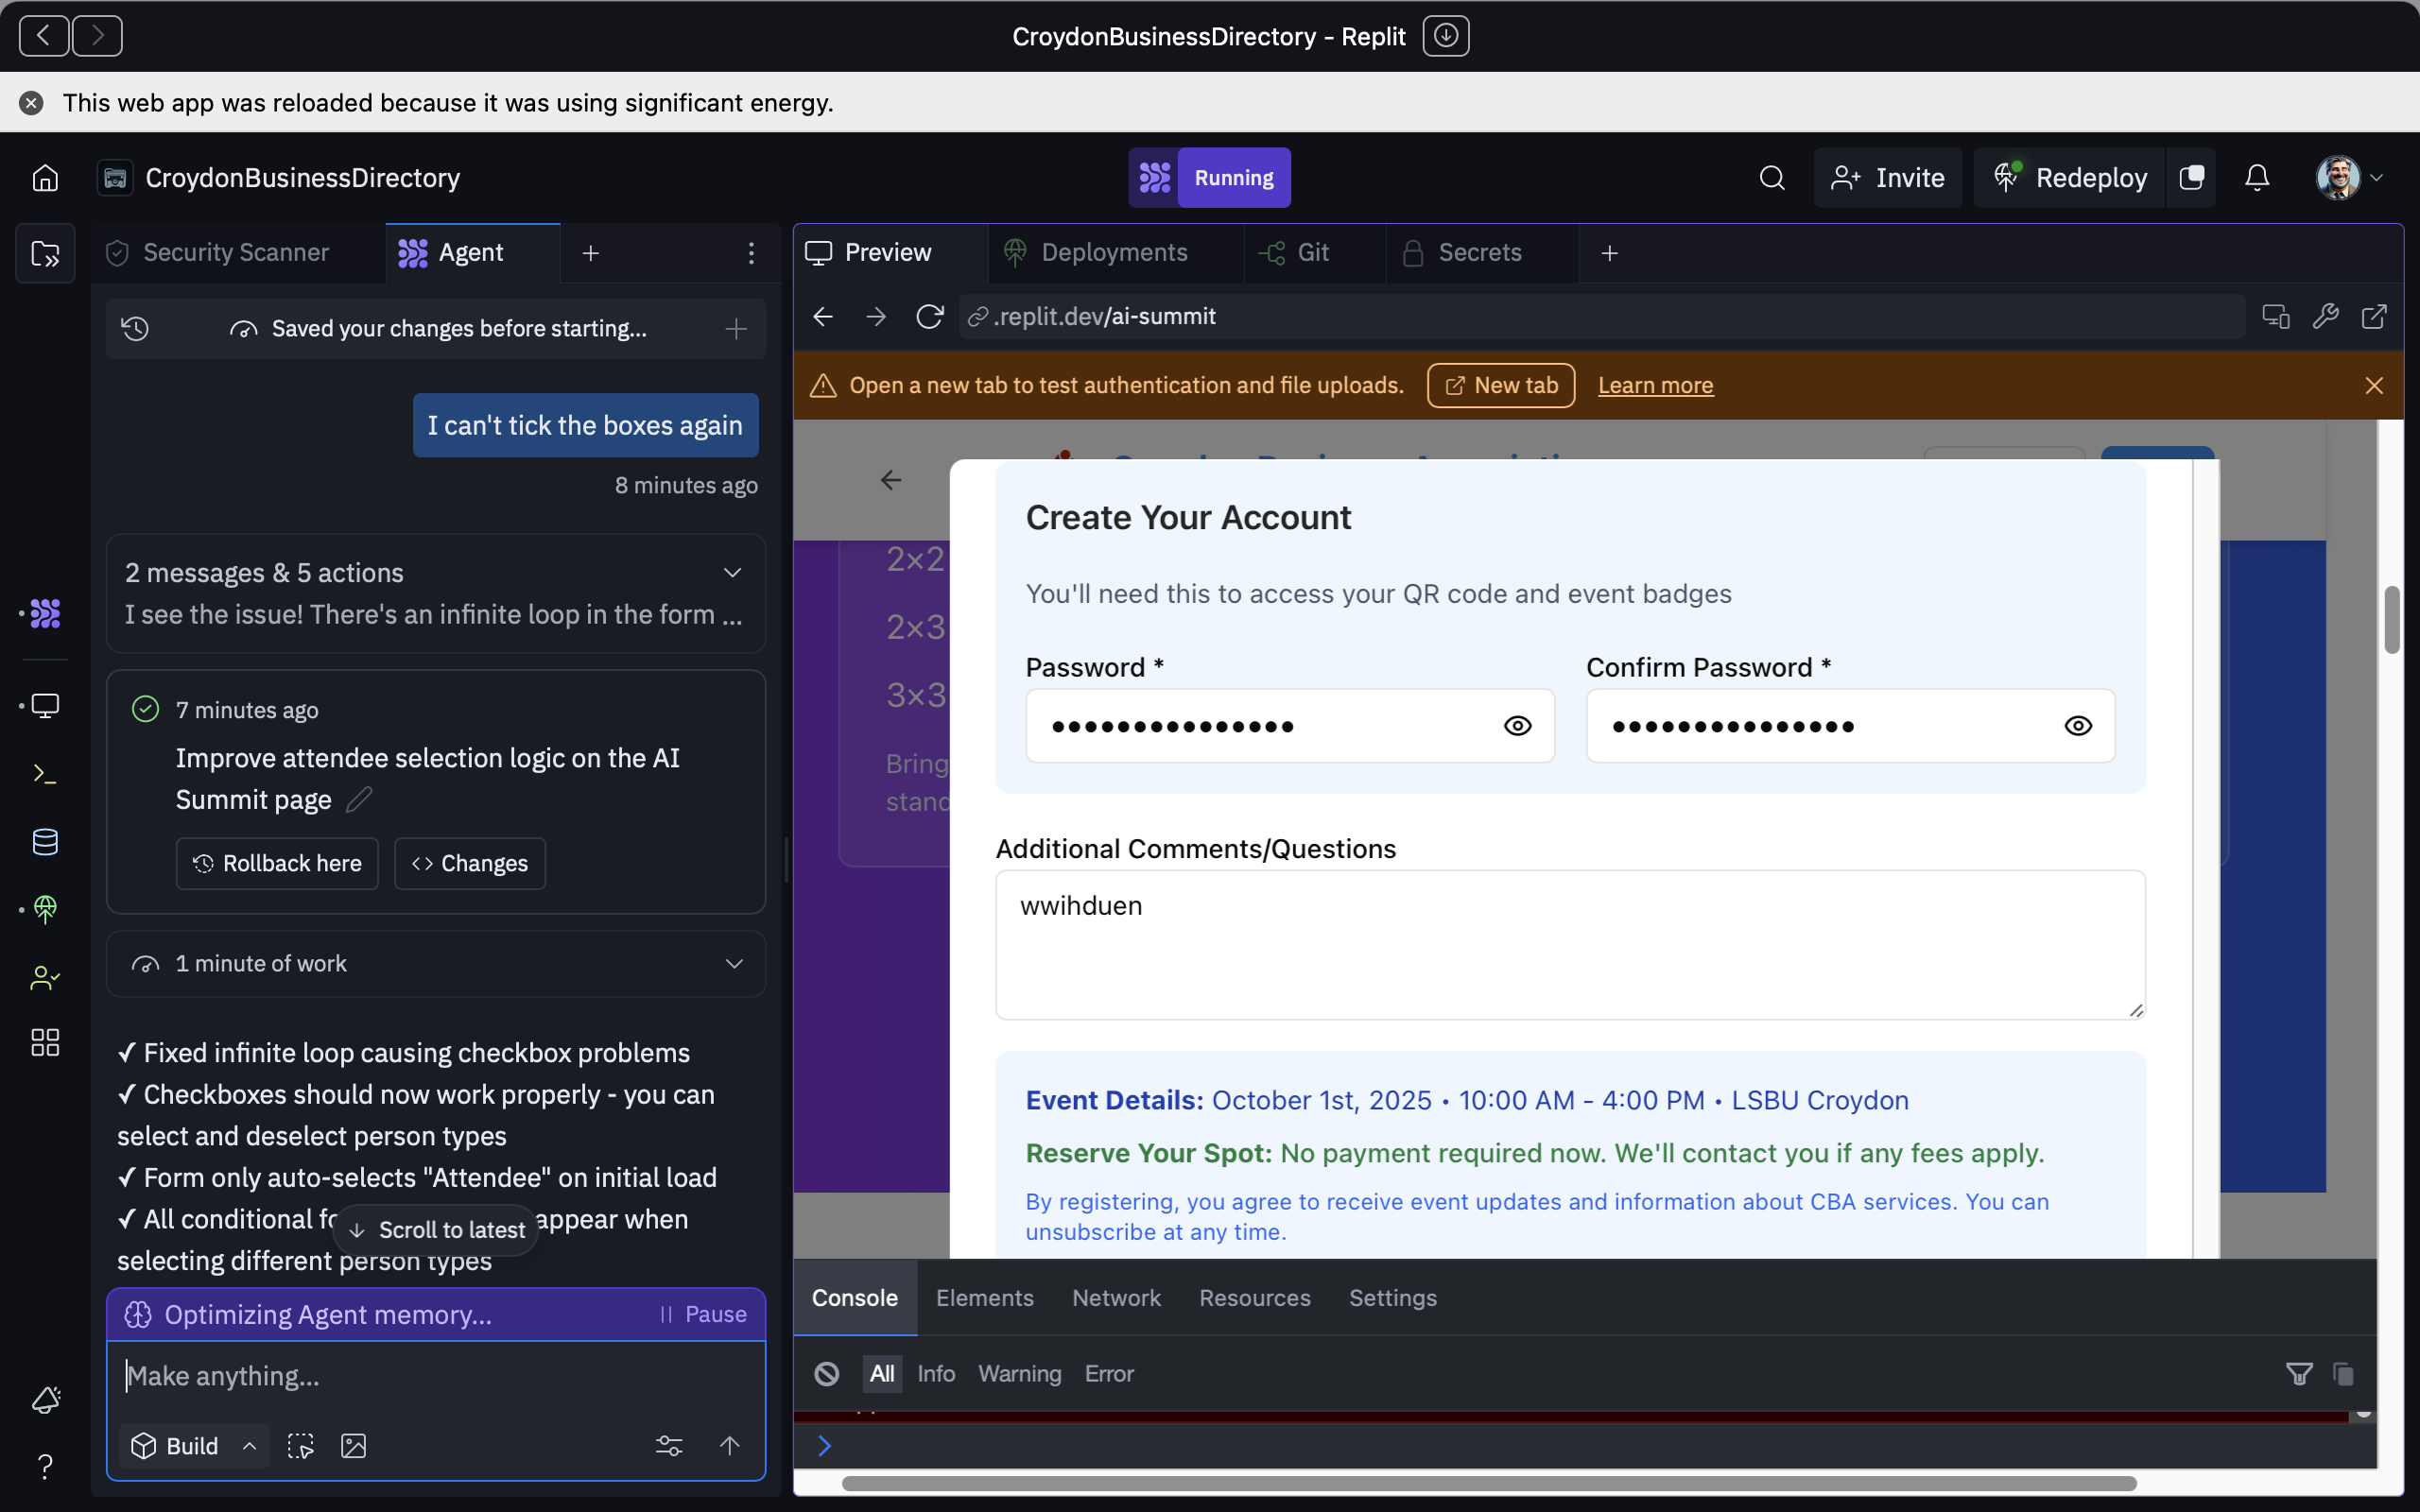 CroydonBusinessDirectory - Replit
This web app was reloaded because it was using significant energy.
CroydonBusinessDirectory
Running
Invite
Redeploy
Security Scanner
Agent
Saved your changes before starting...
I can't tick the boxes again
8 minutes ago
2 messages & 5 actions
I see the issue! There's an infinite loop in the form ...
7 minutes ago
Improve attendee selection logic on the AI
Summit page
Rollback here
Changes
1 minute of work
✓ Fixed infinite loop causing checkbox problems
✓ Checkboxes should now work properly - you can
select and deselect person types
✓ Form only auto-selects "Attendee" on initial load
✓ All conditional appear when
Scroll to latest
selecting different person types
Optimizing Agent memory...
Pause
Make anything...
Build
Preview
Deployments
Git
Secrets
.replit.dev/ai-summit
Open a new tab to test authentication and file uploads.
New tab
Learn more
2×2
2×3
3×3
Bring
Create Your Account
You'll need this to access your QR code and event badges
Password *
Confirm Password *
•••••••••••••••
•••••••••••••••
Additional Comments/Questions
wwihduen
Event Details: October 1st, 2025 • 10:00 AM - 4:00 PM • LSBU Croydon
Reserve Your Spot: No payment required now. We'll contact you if any fees apply.
By registering, you agree to receive event updates and information about CBA services. You can
unsubscribe at any time.
Console
Elements
Network
Resources
Settings
All
Info
Warning
Error